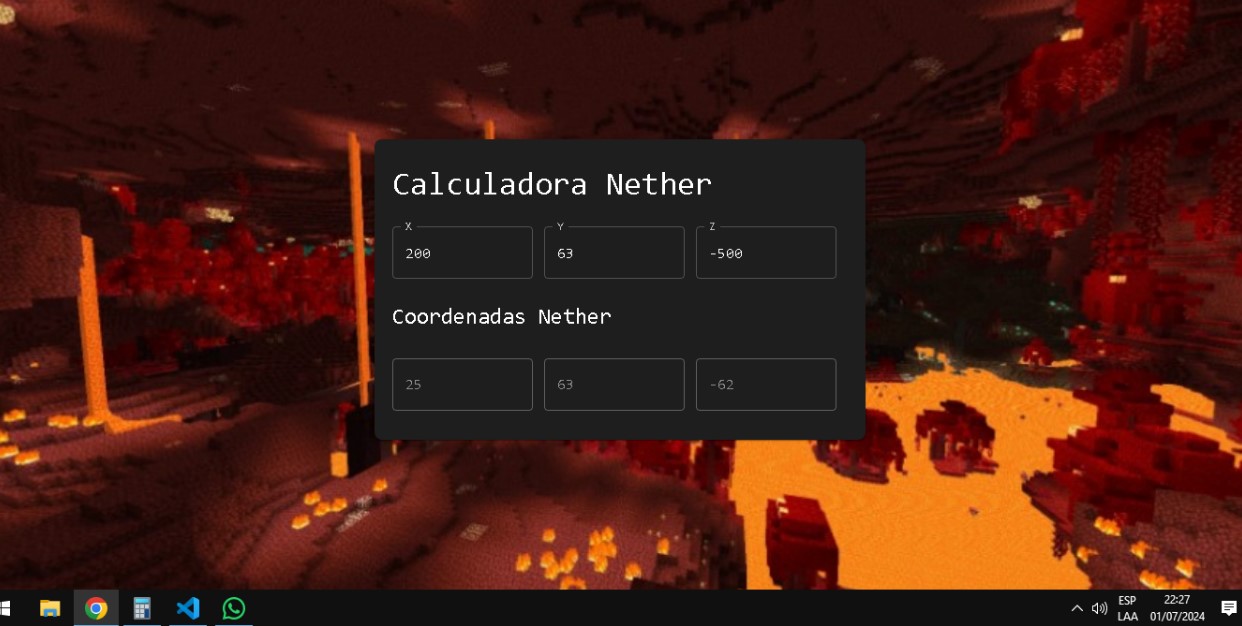 Calculadora Nether
X Y Z
200 63 -500
Coordenadas Nether
25 63 -62
ESP 22:27
LAA 01/07/2024